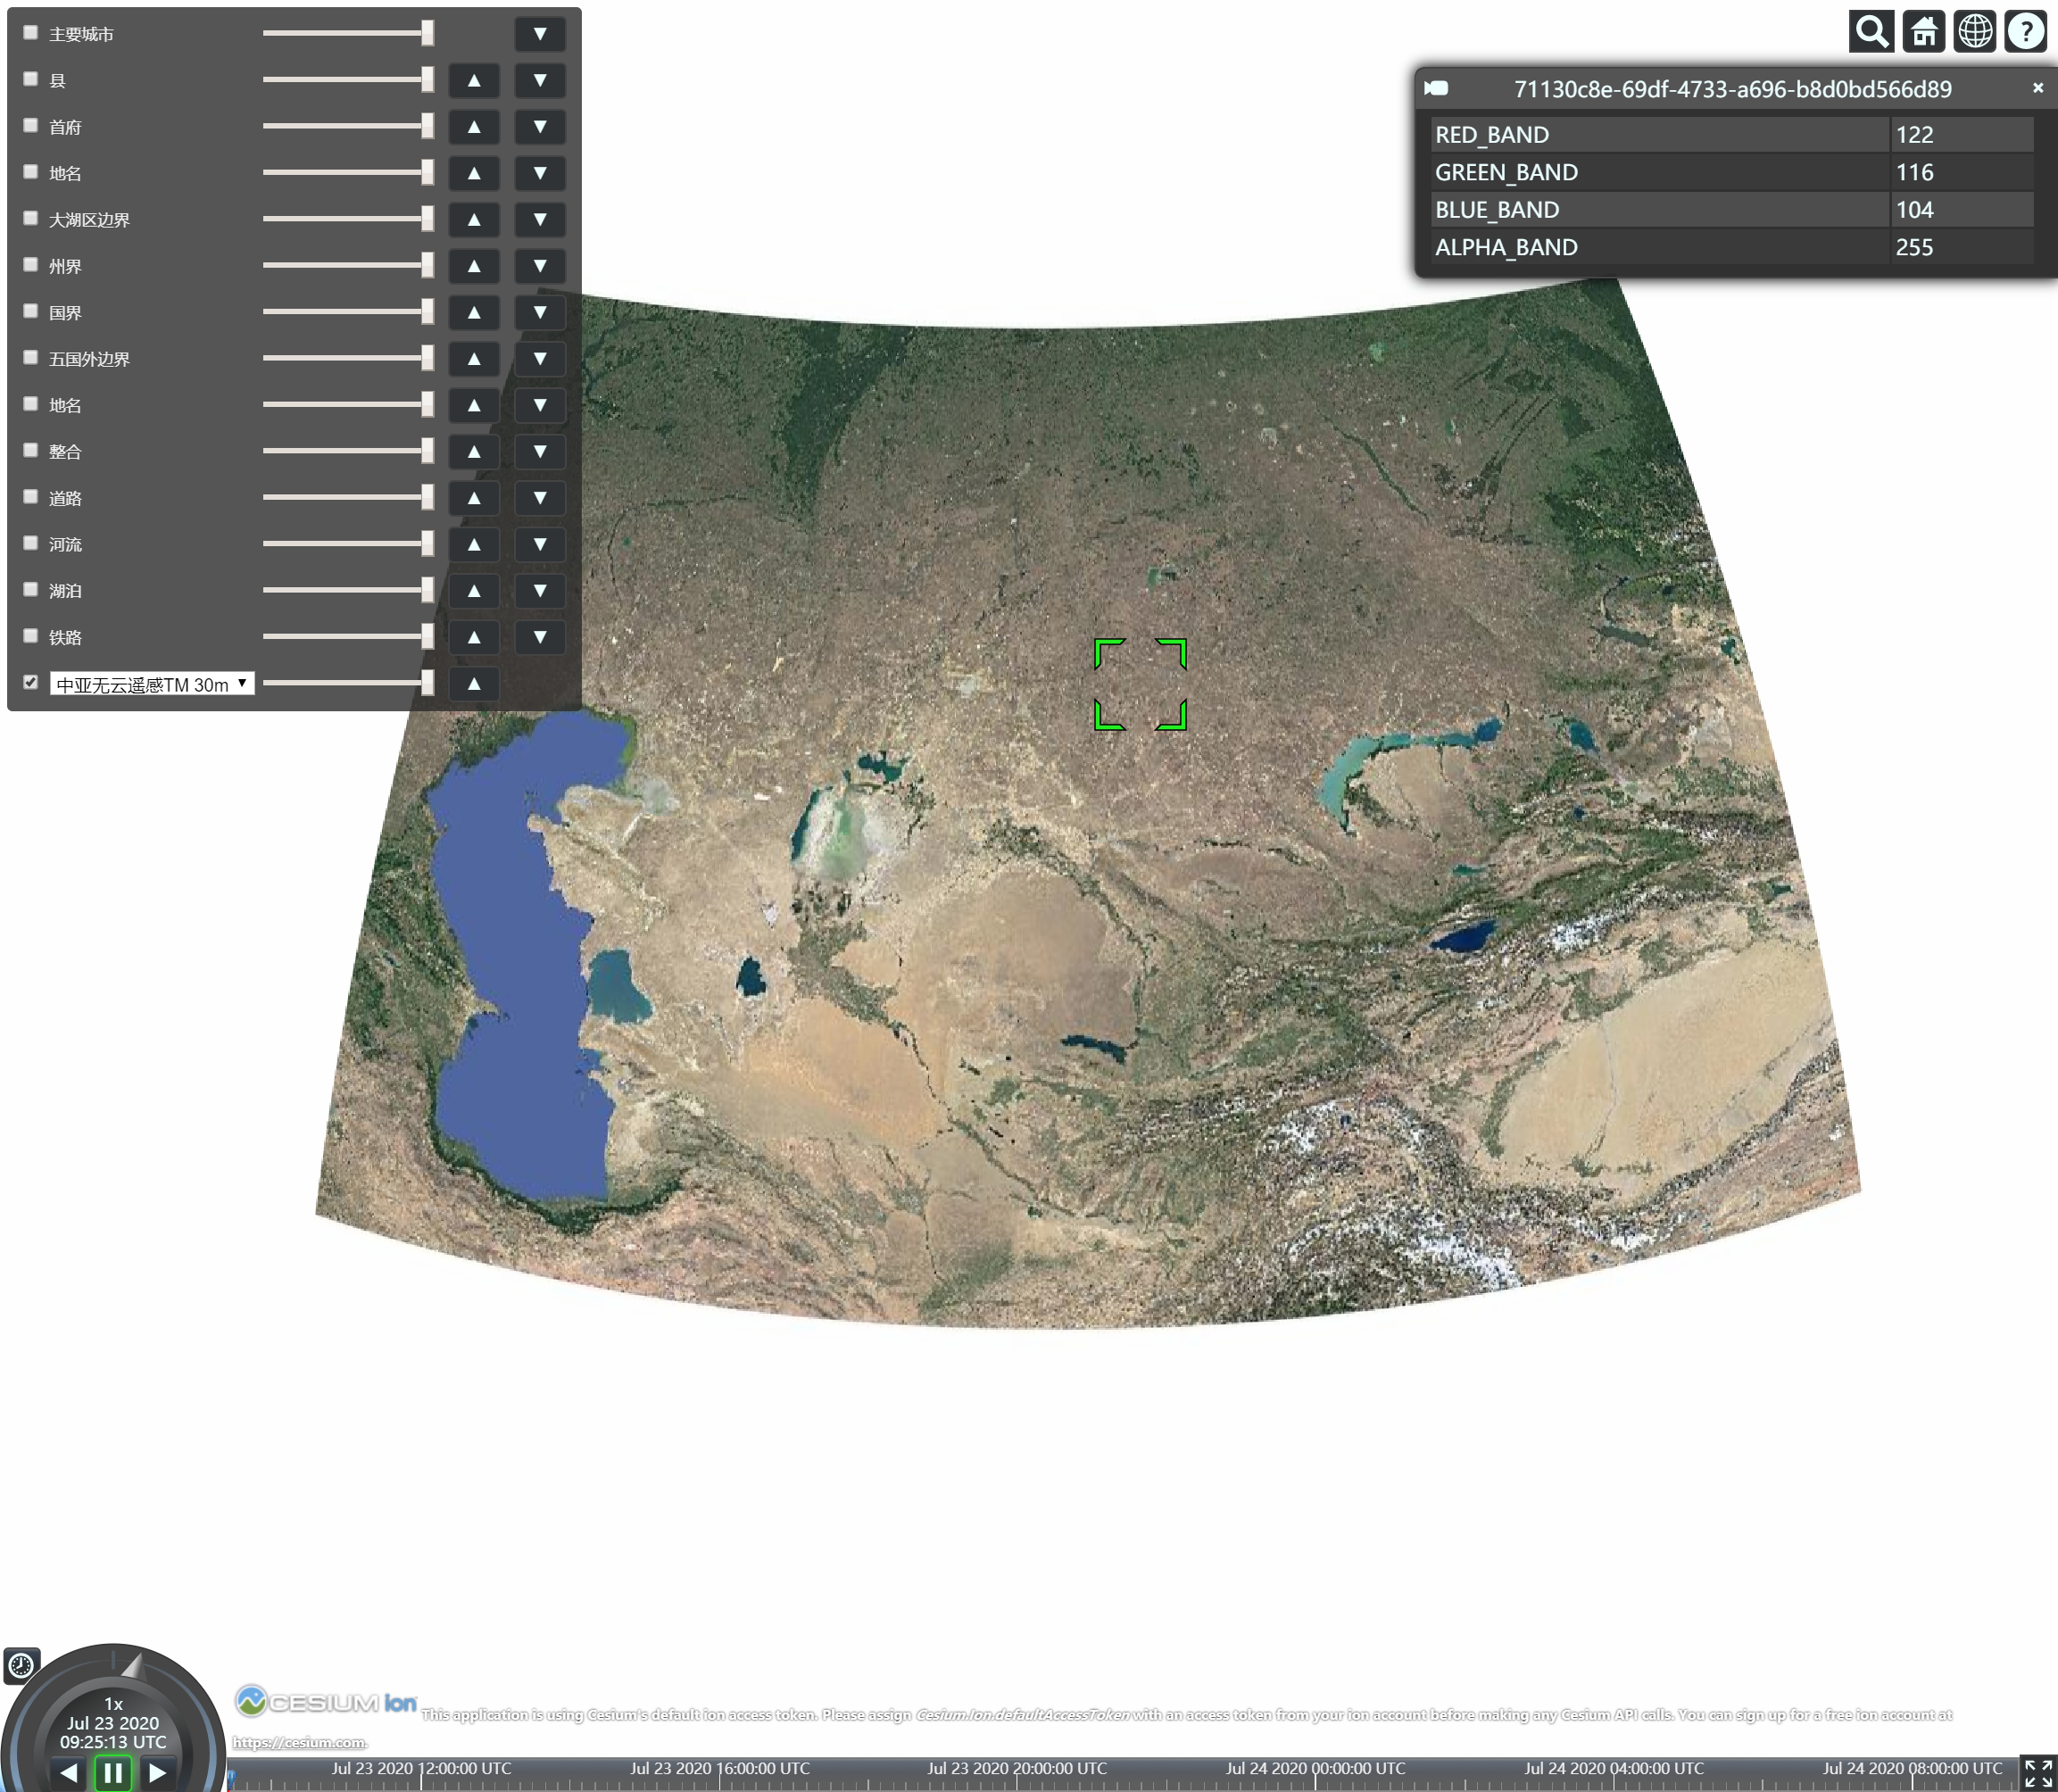 主要城市
县
首府
地名
大湖区边界
州界
国界
五国外边界
地名
整合
道路
河流
湖泊
铁路
中亚无云遥感TM 30m
71130c8e-69df-4733-a696-b8d0bd566d89
RED_BAND 122
GREEN_BAND 116
BLUE_BAND 104
ALPHA_BAND 255
1x
Jul 23 2020
09:25:13 UTC
CESIUM ion This application is using Cesium's default ion access token. Please assign Cesium.Ion.defaultAccessToken with an access token from your ion account before making any Cesium API calls. You can sign up for a free ion account at
https://cesium.com.
Jul 23 2020 12:00:00 UTC Jul 23 2020 16:00:00 UTC Jul 23 2020 20:00:00 UTC Jul 24 2020 00:00:00 UTC Jul 24 2020 04:00:00 UTC Jul 24 2020 08:00:00 UTC